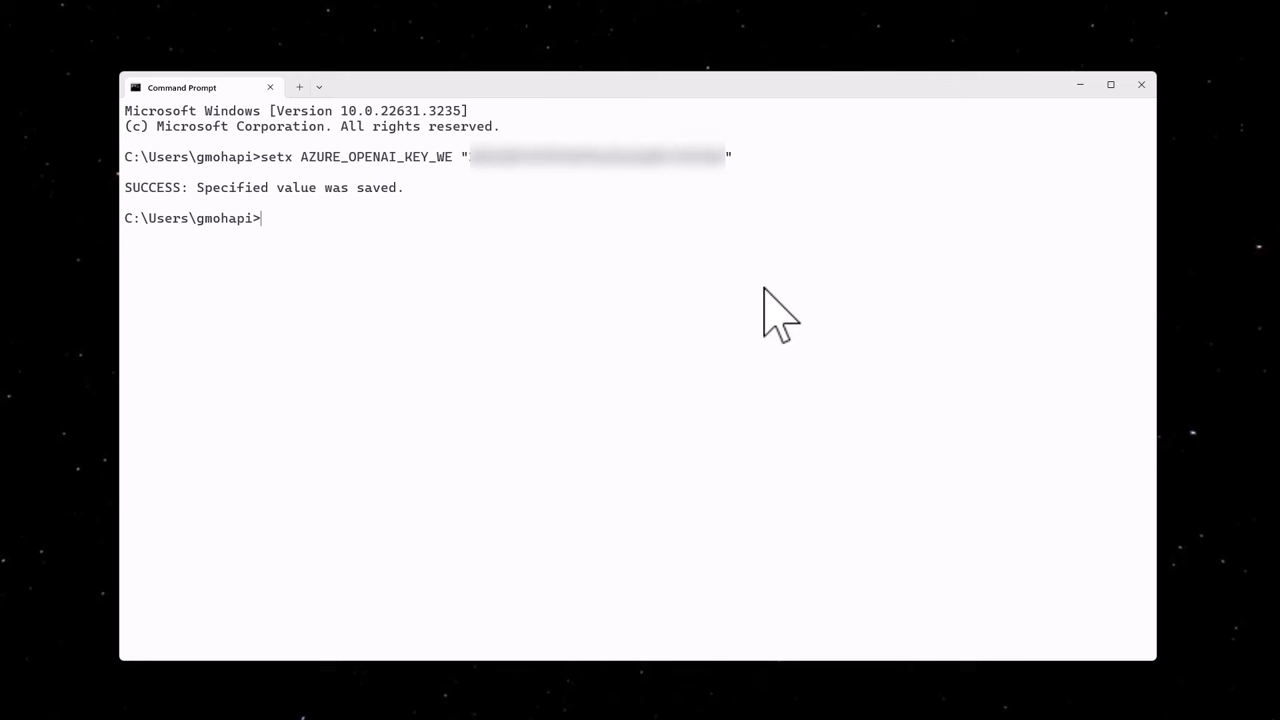 Command Prompt
Microsoft Windows [Version 10.0.22631.3235]
(c) Microsoft Corporation. All rights reserved.
C:\Users\gmohapi>setx AZURE_OPENAI_KEY_WE " "
SUCCESS: Specified value was saved.
C:\Users\gmohapi>